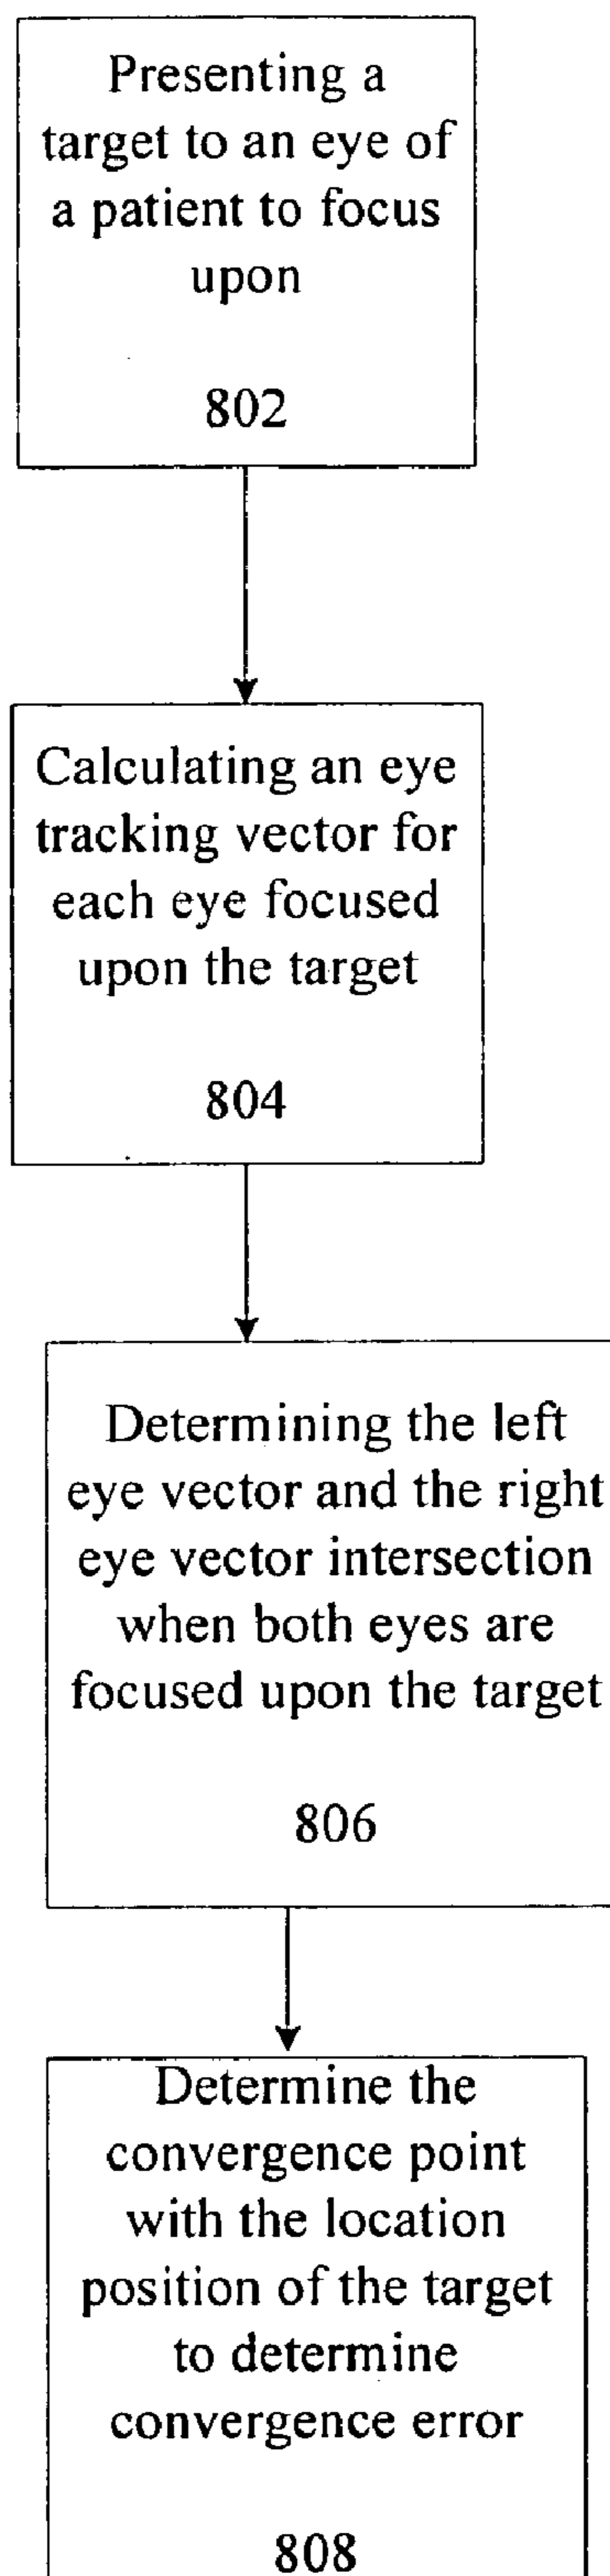 Presenting a
target to an eye of
a patient to focus
upon
802
Calculating an eye
tracking vector for
each eye focused
upon the target
804
Determining the left
eye vector and the right
eye vector intersection
when both eyes are
focused upon the target
806
Determine the
convergence point
with the location
position of the target
to determine
convergence error
808